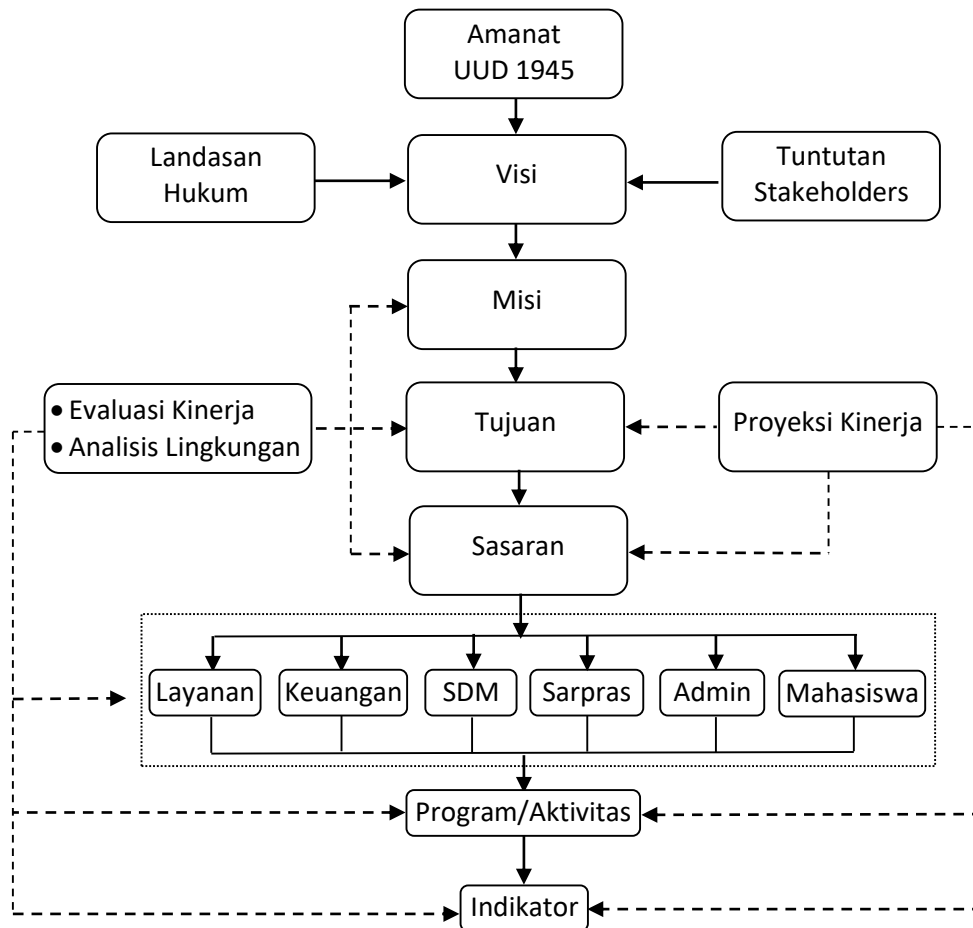 Amanat
UUD 1945
Landasan
Hukum
Visi
Tuntutan
Stakeholders
Misi
• Evaluasi Kinerja
• Analisis Lingkungan
Tujuan
Proyeksi Kinerja
Sasaran
Layanan
Keuangan
SDM
Sarpras
Admin
Mahasiswa
Program/Aktivitas
Indikator